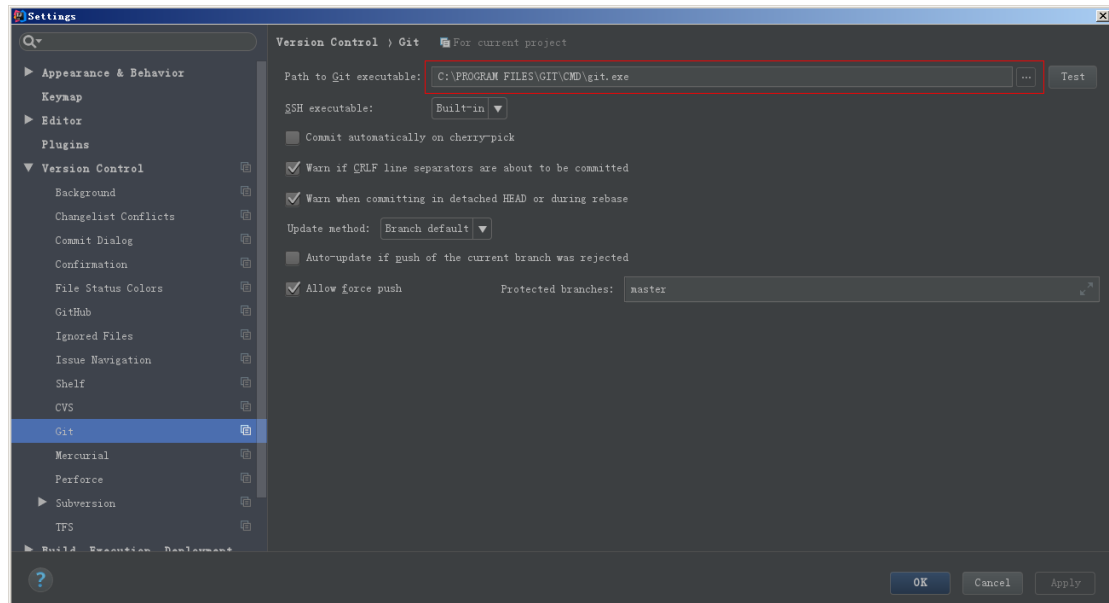 Settings
Version Control › Git For current project
Appearance & Behavior
Keymap
Editor
Plugins
Version Control
Background
Changelist Conflicts
Commit Dialog
Confirmation
File Status Colors
GitHub
Ignored Files
Issue Navigation
Shelf
CVS
Git
Mercurial
Perforce
Subversion
TFS
Build, Execution, Deployment
Path to Git executable: C:\PROGRAM FILES\GIT\CMD\git.exe ... Test
SSH executable: Built-in
Commit automatically on cherry-pick
Warn if CRLF line separators are about to be committed
Warn when committing in detached HEAD or during rebase
Update method: Branch default
Auto-update if push of the current branch was rejected
Allow force push Protected branches: master
? OK Cancel Apply